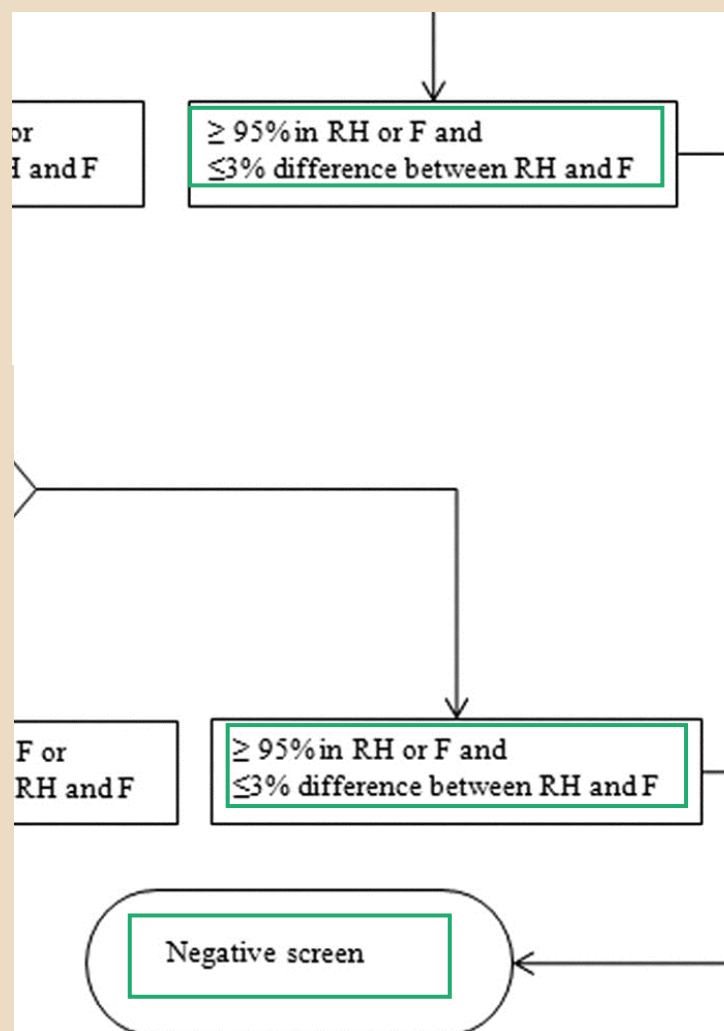 or
and F
≥ 95% in RH or F and
≤3% difference between RH and F
F or
RH and F
≥ 95% in RH or F and
≤3% difference between RH and F
Negative screen